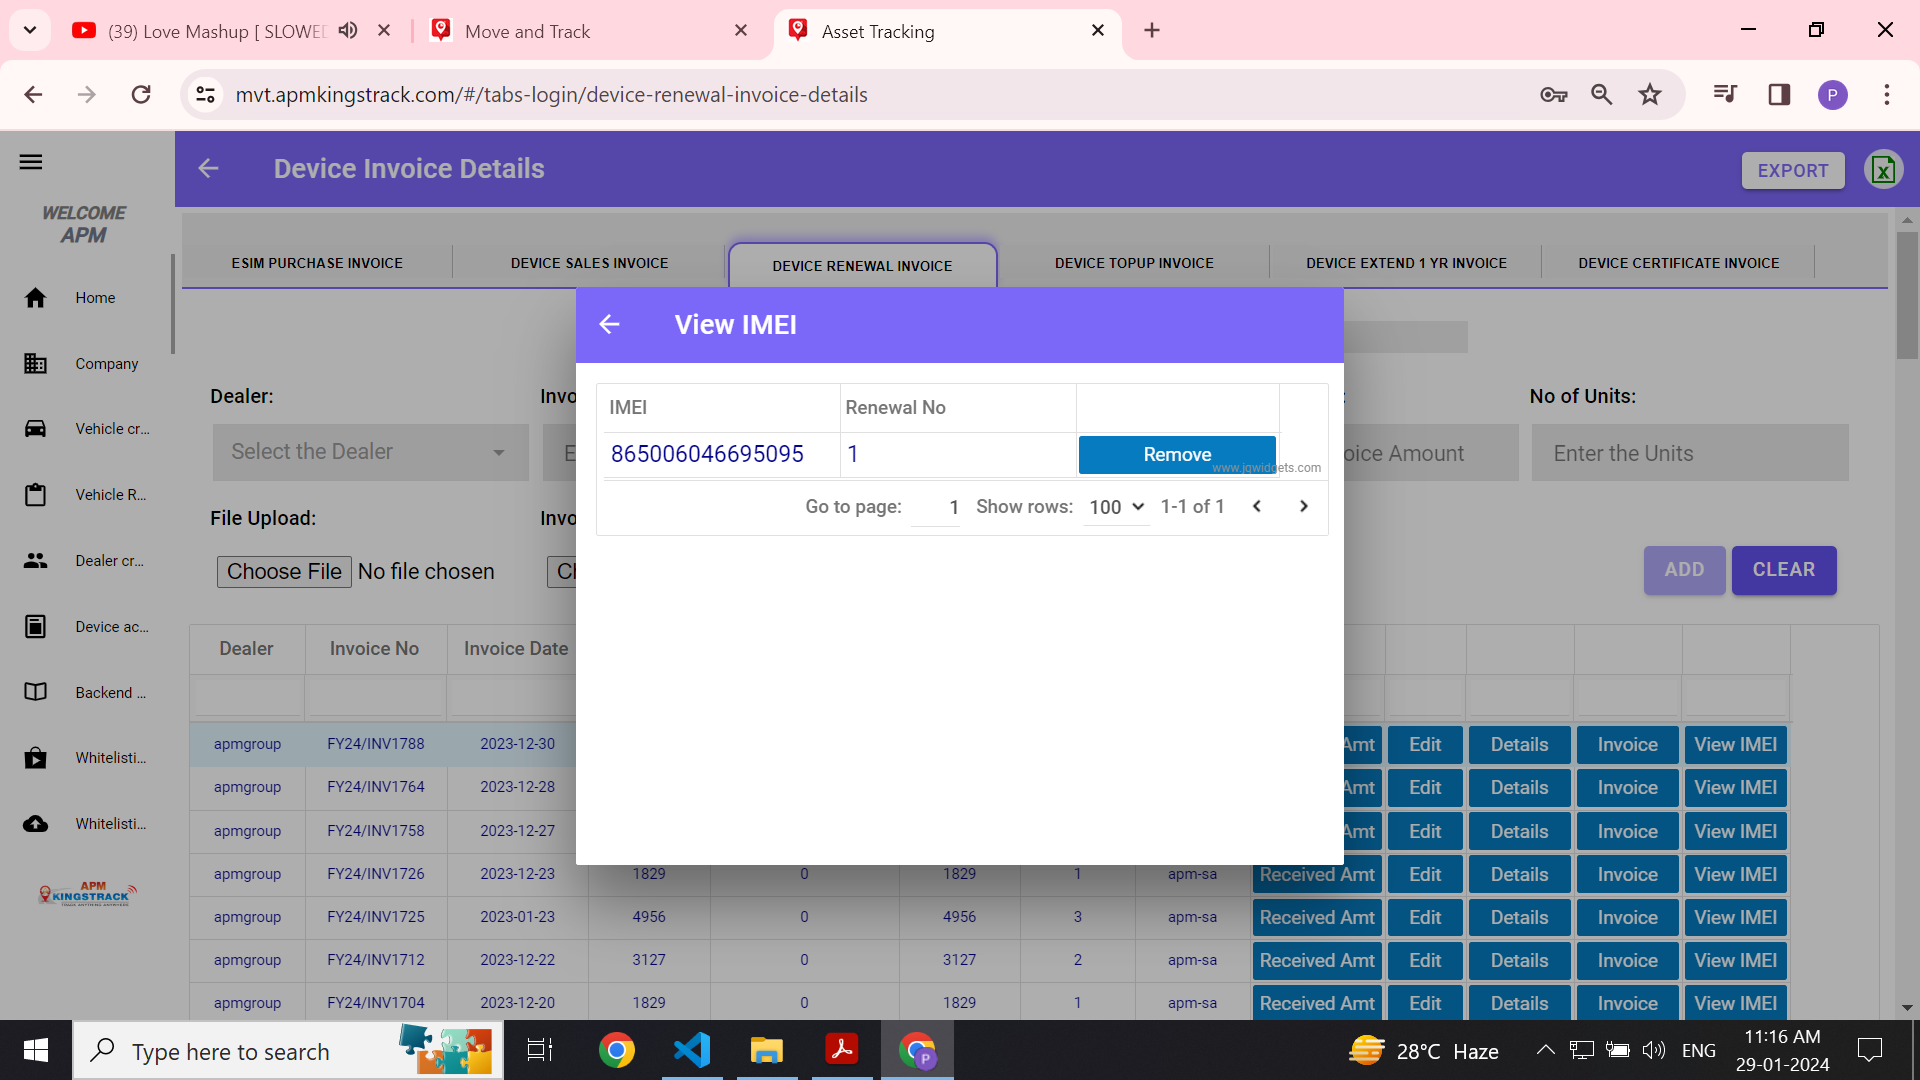 (39) Love Mashup [ SLOWED
Move and Track
Asset Tracking
mvt.apmkingstrack.com/#/tabs-login/device-renewal-invoice-details
P
WELCOME
APM
Device Invoice Details
EXPORT
ESIM PURCHASE INVOICE
DEVICE SALES INVOICE
DEVICE RENEWAL INVOICE
DEVICE TOPUP INVOICE
DEVICE EXTEND 1 YR INVOICE
DEVICE CERTIFICATE INVOICE
Home
Company
Vehicle cr...
Vehicle R...
Dealer cr...
Device ac...
Backend ...
Whitelisti...
Whitelisti...
APM
KINGSTRACK
View IMEI
IMEI Renewal No
865006046695095 1 Remove
www.jqwidgets.com
Go to page: 1 Show rows: 100 1-1 of 1
Dealer: Invo : No of Units:
Select the Dealer E oice Amount Enter the Units
File Upload: Invo
Choose File No file chosen Ch
ADD CLEAR
Dealer Invoice No Invoice Date
apmgroup FY24/INV1788 2023-12-30 Amt Edit Details Invoice View IMEI
apmgroup FY24/INV1764 2023-12-28 Amt Edit Details Invoice View IMEI
apmgroup FY24/INV1758 2023-12-27 Amt Edit Details Invoice View IMEI
apmgroup FY24/INV1726 2023-12-23 1829 0 1829 1 apm-sa Received Amt Edit Details Invoice View IMEI
apmgroup FY24/INV1725 2023-01-23 4956 0 4956 3 apm-sa Received Amt Edit Details Invoice View IMEI
apmgroup FY24/INV1712 2023-12-22 3127 0 3127 2 apm-sa Received Amt Edit Details Invoice View IMEI
apmgroup FY24/INV1704 2023-12-20 1829 0 1829 1 apm-sa Received Amt Edit Details Invoice View IMEI
Type here to search
P
28°C Haze
ENG
11:16 AM
29-01-2024